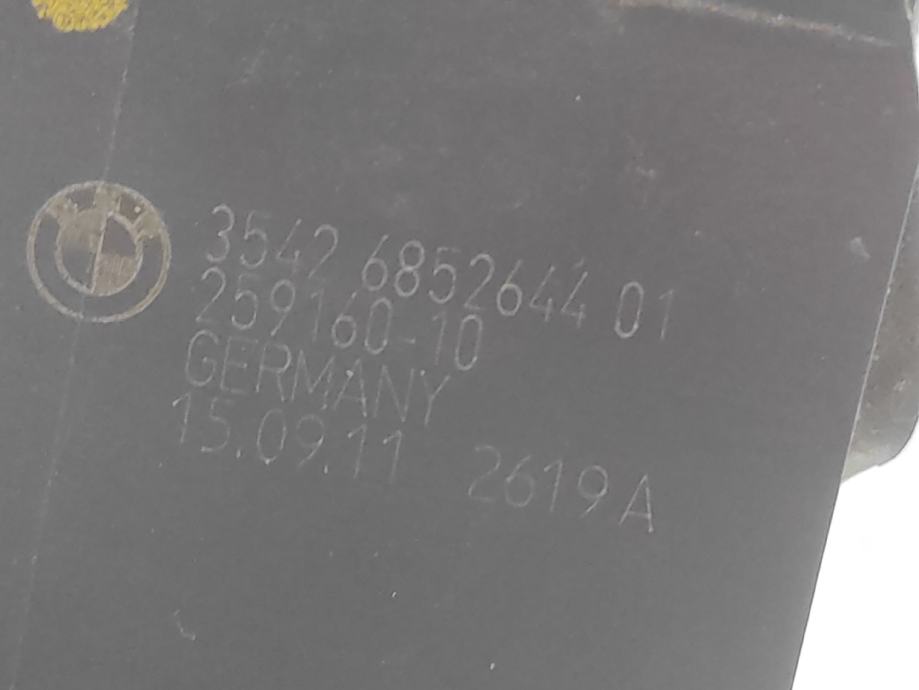 3542 6852644 01
259160-10
GERMANY
15.09.11 2619 A